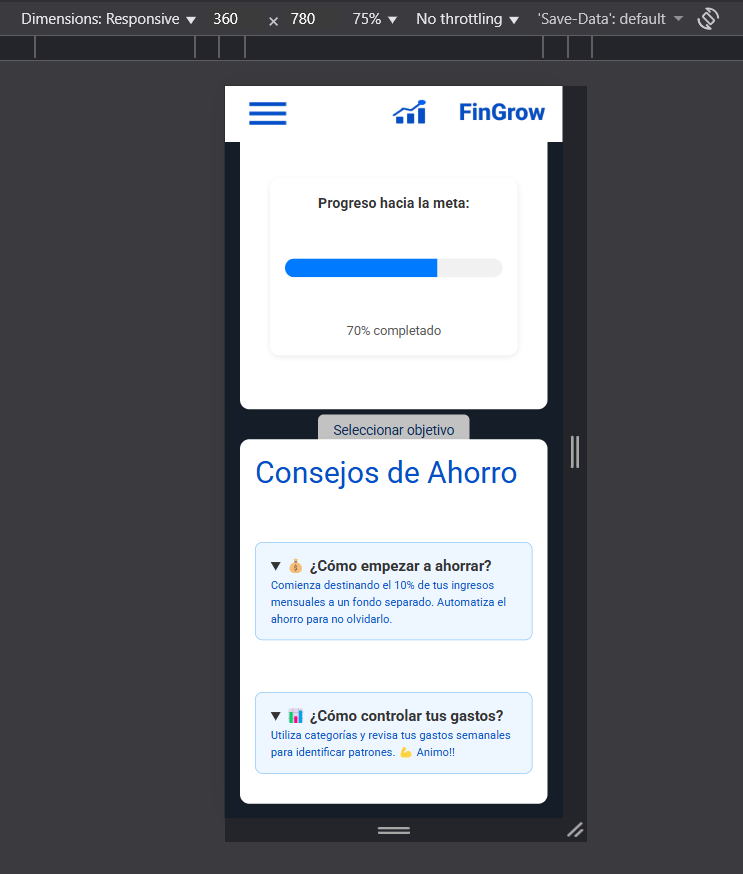 Dimensions: Responsive ▼ 360 × 780 75% ▼ No throttling ▼ 'Save-Data': default ▼
FinGrow
Progreso hacia la meta:
70% completado
Seleccionar objetivo
Consejos de Ahorro
▼ 💰 ¿Cómo empezar a ahorrar?
Comienza destinando el 10% de tus ingresos
mensuales a un fondo separado. Automatiza el
ahorro para no olvidarlo.
▼ 📊 ¿Cómo controlar tus gastos?
Utiliza categorías y revisa tus gastos semanales
para identificar patrones. 💪 Animo!!